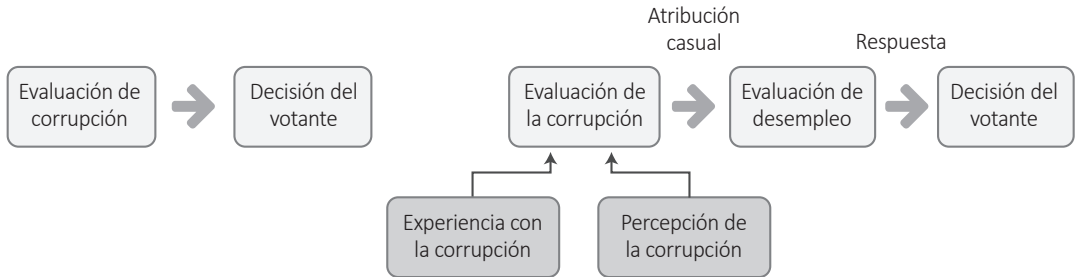 Evaluación de
corrupción
Decisión del
votante
Atribución
casual
Respuesta
Evaluación de
la corrupción
Evaluación de
desempleo
Decisión del
votante
Experiencia con
la corrupción
Percepción de
la corrupción